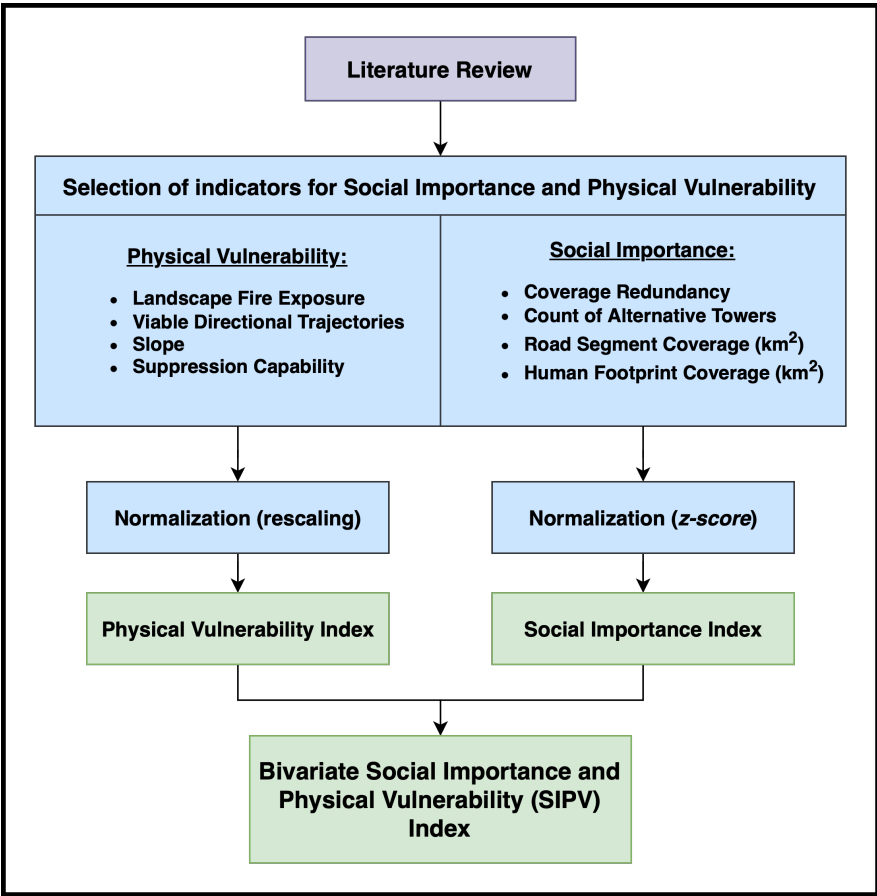 Literature Review
Selection of indicators for Social Importance and Physical Vulnerability
Physical Vulnerability:
• Landscape Fire Exposure
• Viable Directional Trajectories
• Slope
• Suppression Capability
Social Importance:
• Coverage Redundancy
• Count of Alternative Towers
• Road Segment Coverage (km²)
• Human Footprint Coverage (km²)
Normalization (rescaling)
Normalization (z-score)
Physical Vulnerability Index
Social Importance Index
Bivariate Social Importance and
Physical Vulnerability (SIPV)
Index